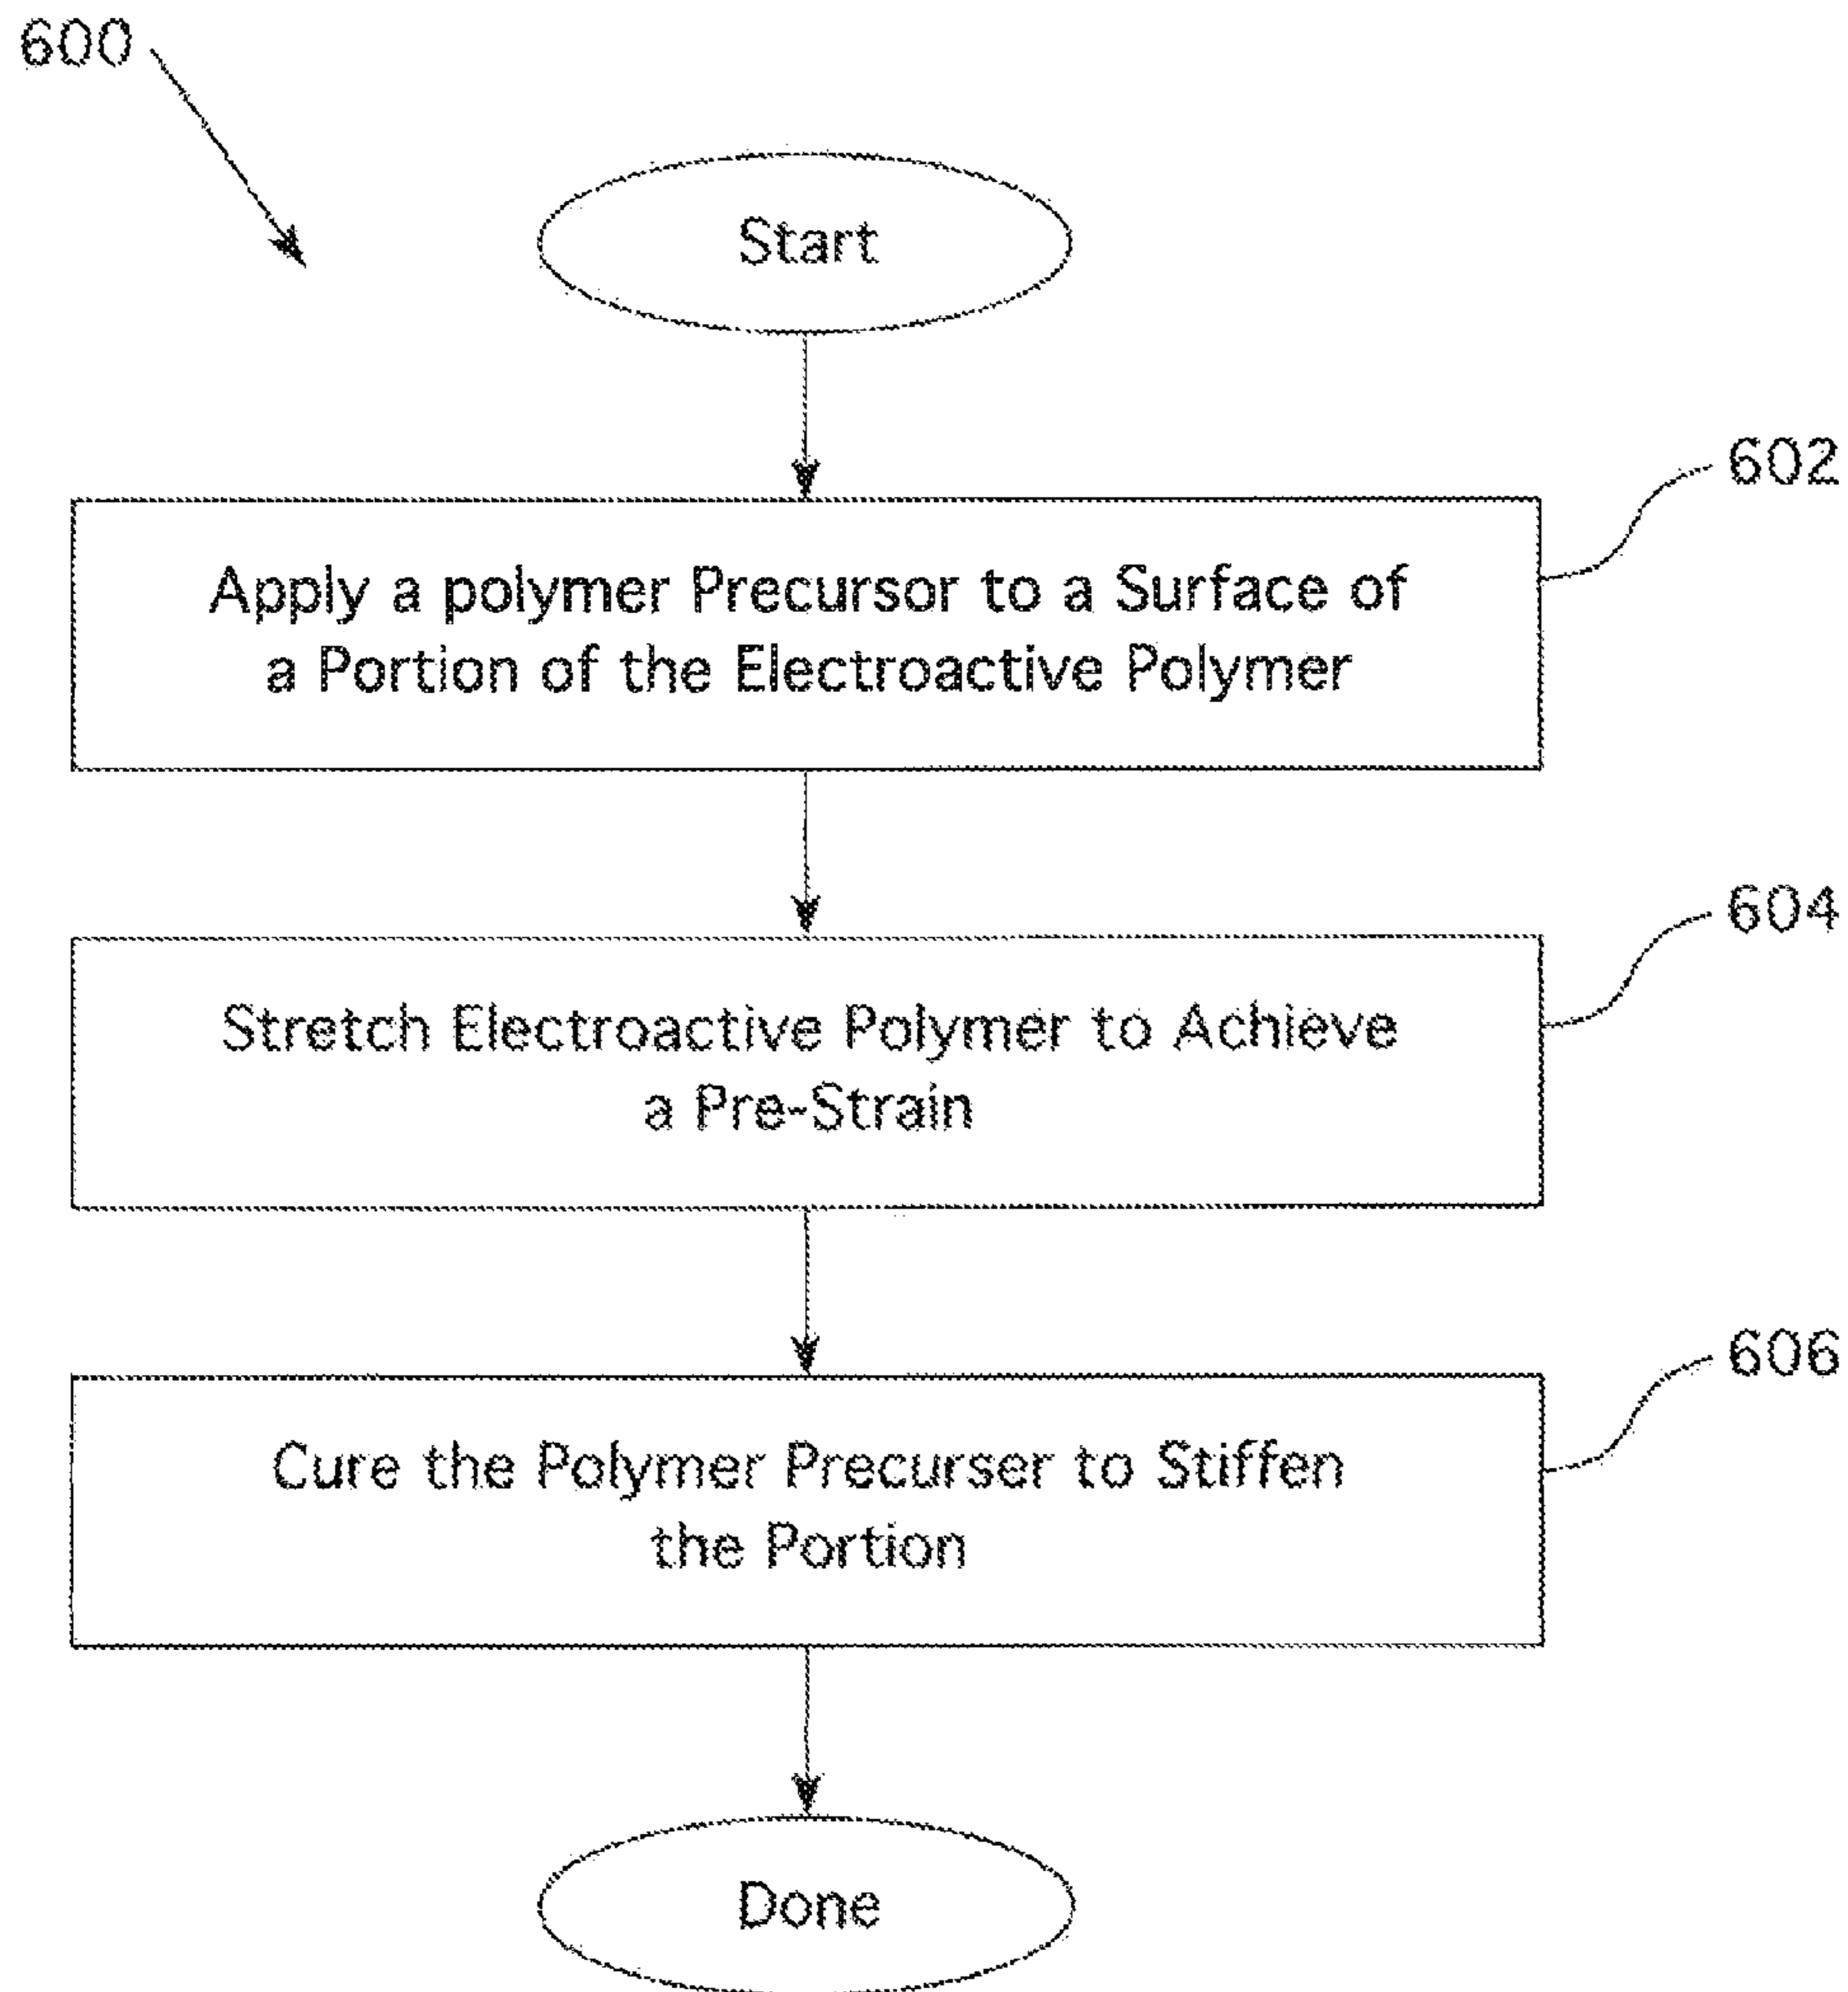 600
Start
602
Apply a polymer Precursor to a Surface of
a Portion of the Electroactive Polymer
604
Stretch Electroactive Polymer to Achieve
a Pre-Strain
606
Cure the Polymer Precurser to Stiffen
the Portion
Done